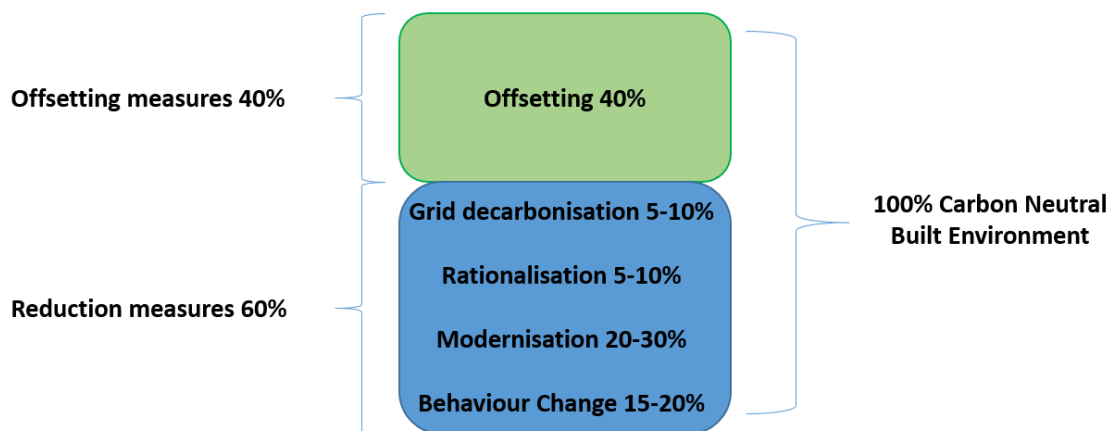 Offsetting measures 40%
Offsetting 40%
Grid decarbonisation 5-10%
Rationalisation 5-10%
Reduction measures 60%
Modernisation 20-30%
Behaviour Change 15-20%
100% Carbon Neutral
Built Environment